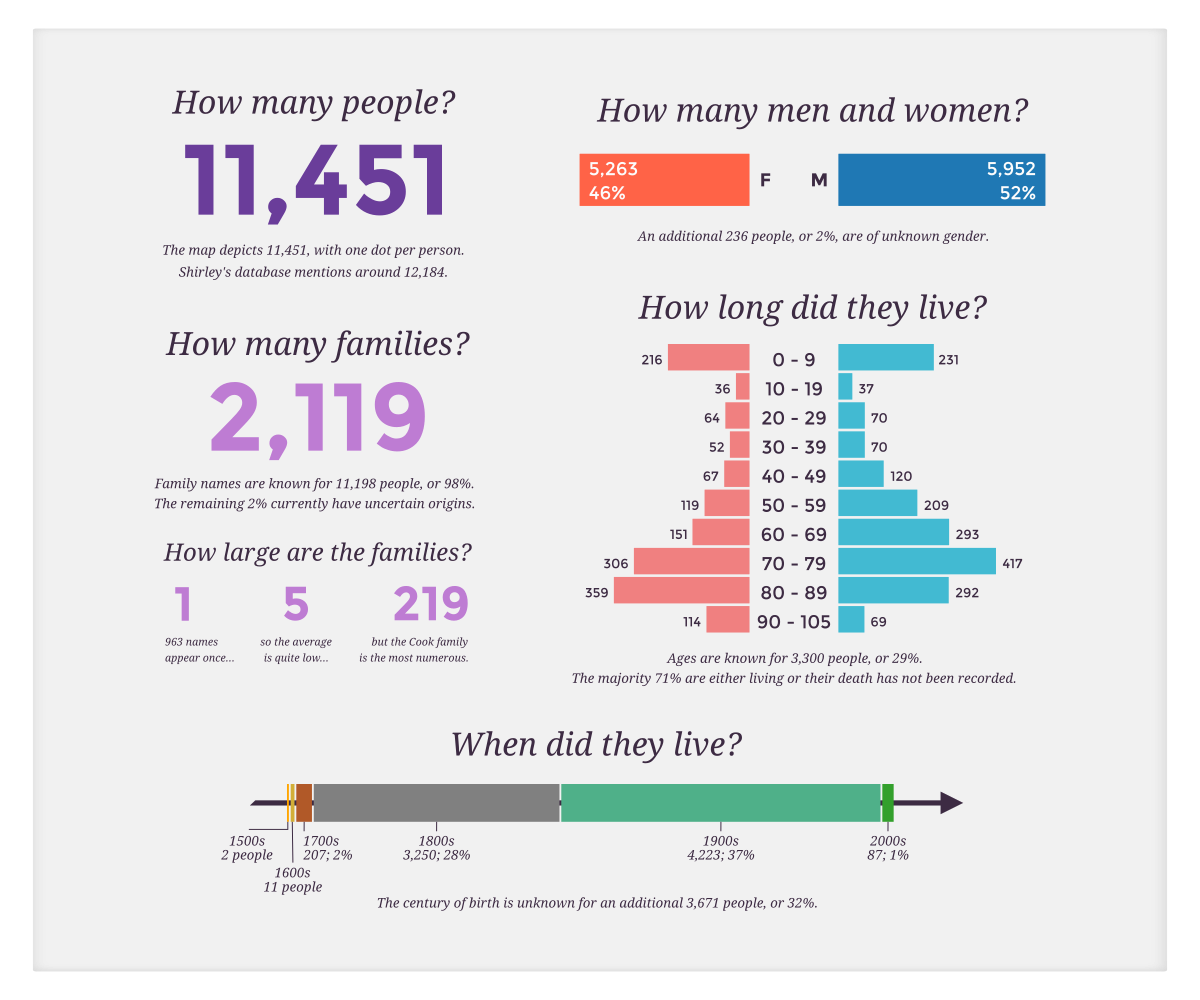 How many people?
11,451
The map depicts 11,451, with one dot per person.
Shirley's database mentions around 12,184.
How many families?
2,119
Family names are known for 11,198 people, or 98%.
The remaining 2% currently have uncertain origins.
How large are the families?
1 5 219
963 names so the average but the Cook family
appear once... is quite low... is the most numerous.
How many men and women?
5,263 5,952
46% F M 52%
An additional 236 people, or 2%, are of unknown gender.
How long did they live?
216 0 - 9 231
36 10 - 19 37
64 20 - 29 70
52 30 - 39 70
67 40 - 49 120
119 50 - 59 209
151 60 - 69 293
306 70 - 79 417
359 80 - 89 292
114 90 - 105 69
Ages are known for 3,300 people, or 29%.
The majority 71% are either living or their death has not been recorded.
When did they live?
1500s 1700s 1800s 1900s 2000s
2 people 207; 2% 3,250; 28% 4,223; 37% 87; 1%
1600s
11 people
The century of birth is unknown for an additional 3,671 people, or 32%.